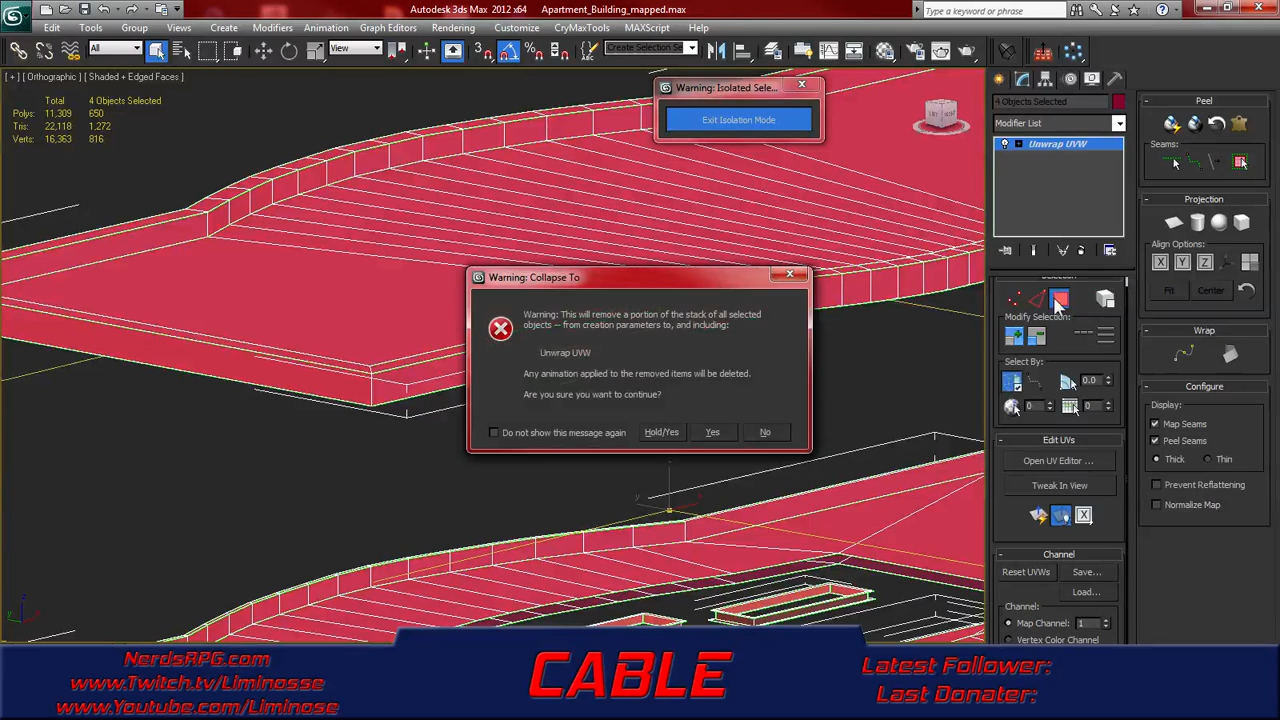 Autodesk 3ds Max 2012 x64 Apartment_Building_mapped.max
Type a keyword or phrase
Edit Tools Group Views Create Modifiers Animation Graph Editors Rendering Customize CryMaxTools MAXScript Help
All
View
Create Selection Se
[ + ] [ Orthographic ] [ Shaded + Edged Faces ]
Total 4 Objects Selected
Polys: 11,309 650
Tris: 22,118 1,272
Verts: 16,363 816
Warning: Isolated Sele...
Exit Isolation Mode
Warning: Collapse To
Warning: This will remove a portion of the stack of all selected
objects -- from creation parameters to, and including:
Unwrap UVW
Any animation applied to the removed items will be deleted.
Are you sure you want to continue?
Do not show this message again
Hold/Yes
Yes
No
4 Objects Selected
Modifier List
Unwrap UVW
Selection
Modify Selection:
Select By:
0.0
0
0
Edit UVs
Open UV Editor ...
Tweak In View
Channel
Reset UVWs
Save...
Load...
Channel:
Map Channel: 1
Vertex Color Channel
Peel
Seams:
Projection
Align Options:
X Y Z
Fit
Center
Wrap
Configure
Display:
Map Seams
Peel Seams
Thick
Thin
Prevent Reflattening
Normalize Map
NerdsRPG.com
www.Twitch.tv/Liminosse
www.Youtube.com/Liminose
CABLE
Latest Follower:
Last Donater: